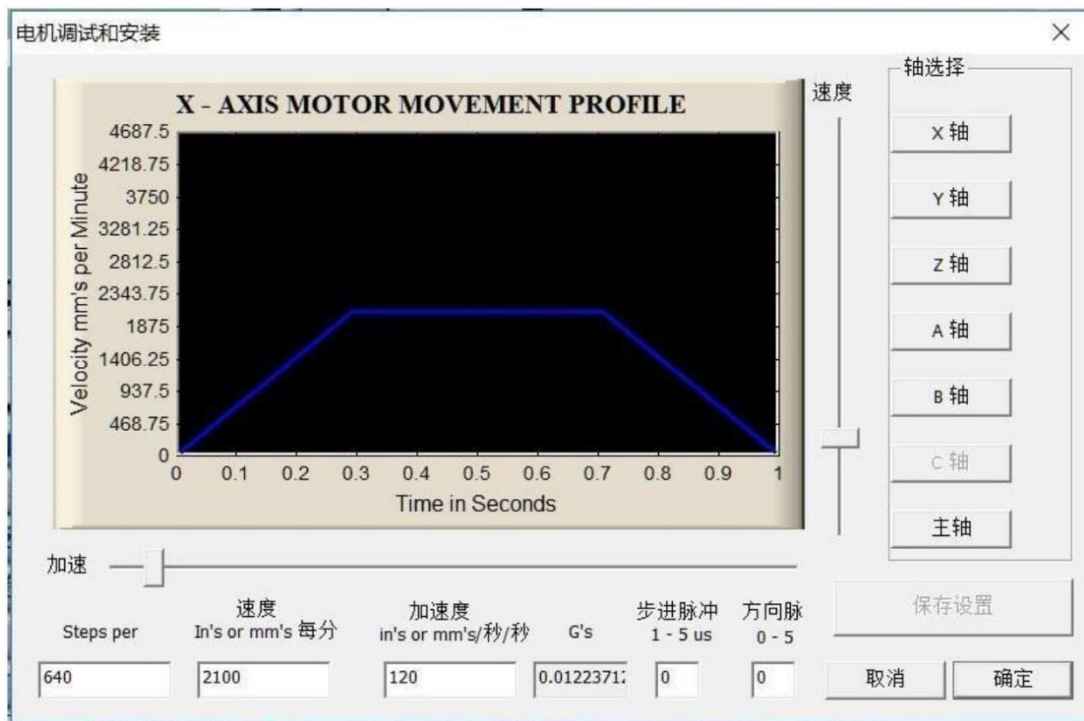 电机调试和安装
X - AXIS MOTOR MOVEMENT PROFILE
Velocity mm's per Minute
4687.5
4218.75
3750
3281.25
2812.5
2343.75
1875
1406.25
937.5
468.75
0
0 0.1 0.2 0.3 0.4 0.5 0.6 0.7 0.8 0.9 1
Time in Seconds
速度
轴选择
X 轴
Y 轴
Z 轴
A 轴
B 轴
C 轴
主轴
加速
Steps per
640
速度
In's or mm's 每分
2100
加速度
in's or mm's/秒/秒
120
G's
0.0122371
步进脉冲
1 - 5 us
0
方向脉
0 - 5
0
保存设置
取消
确定